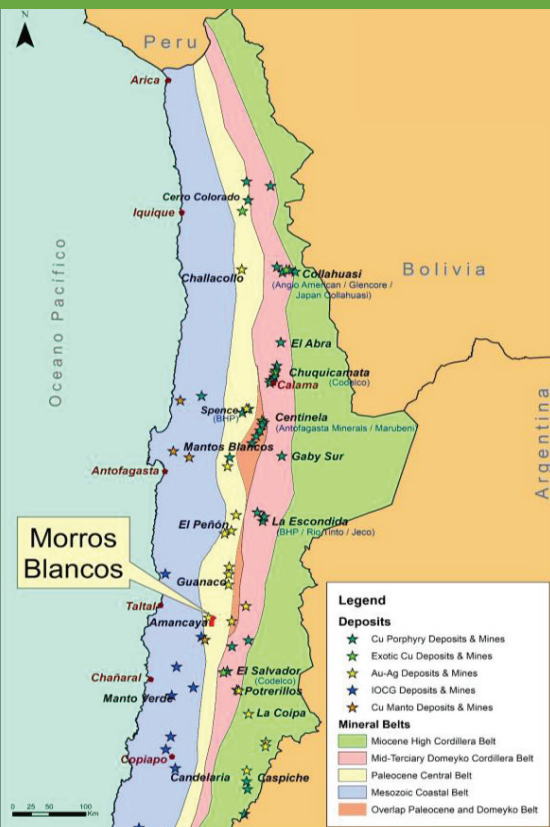 N
Peru
Arica
Cerro Colorado
Iquique
Challacollo
Collahuasi
(Anglo American / Glencore /
Japan Collahuasi)
Bolivia
Oceano Pacífico
El Abra
Chuquicamata
(Codelco)
Calama
Spence
(BHP)
Centinela
(Antofagasta Minerals / Marubeni)
Mantos Blancos
Antofagasta
Gaby Sur
Argentina
El Peñón
La Escondida
(BHP / Rio Tinto / Jeco)
Morros
Blancos
Guanaco
Taltal
Amancaya
El Salvador
(Codelco)
Chañaral
Potrerillos
Manto Verde
La Coipa
Copiapo
Candelaria
Caspiche
0 25 50 100
Km
Legend
Deposits
Cu Porphyry Deposits & Mines
Exotic Cu Deposits & Mines
Au-Ag Deposits & Mines
IOCG Deposits & Mines
Cu Manto Deposits & Mines
Mineral Belts
Miocene High Cordillera Belt
Mid-Terciary Domeyko Cordillera Belt
Paleocene Central Belt
Mesozoic Coastal Belt
Overlap Paleocene and Domeyko Belt